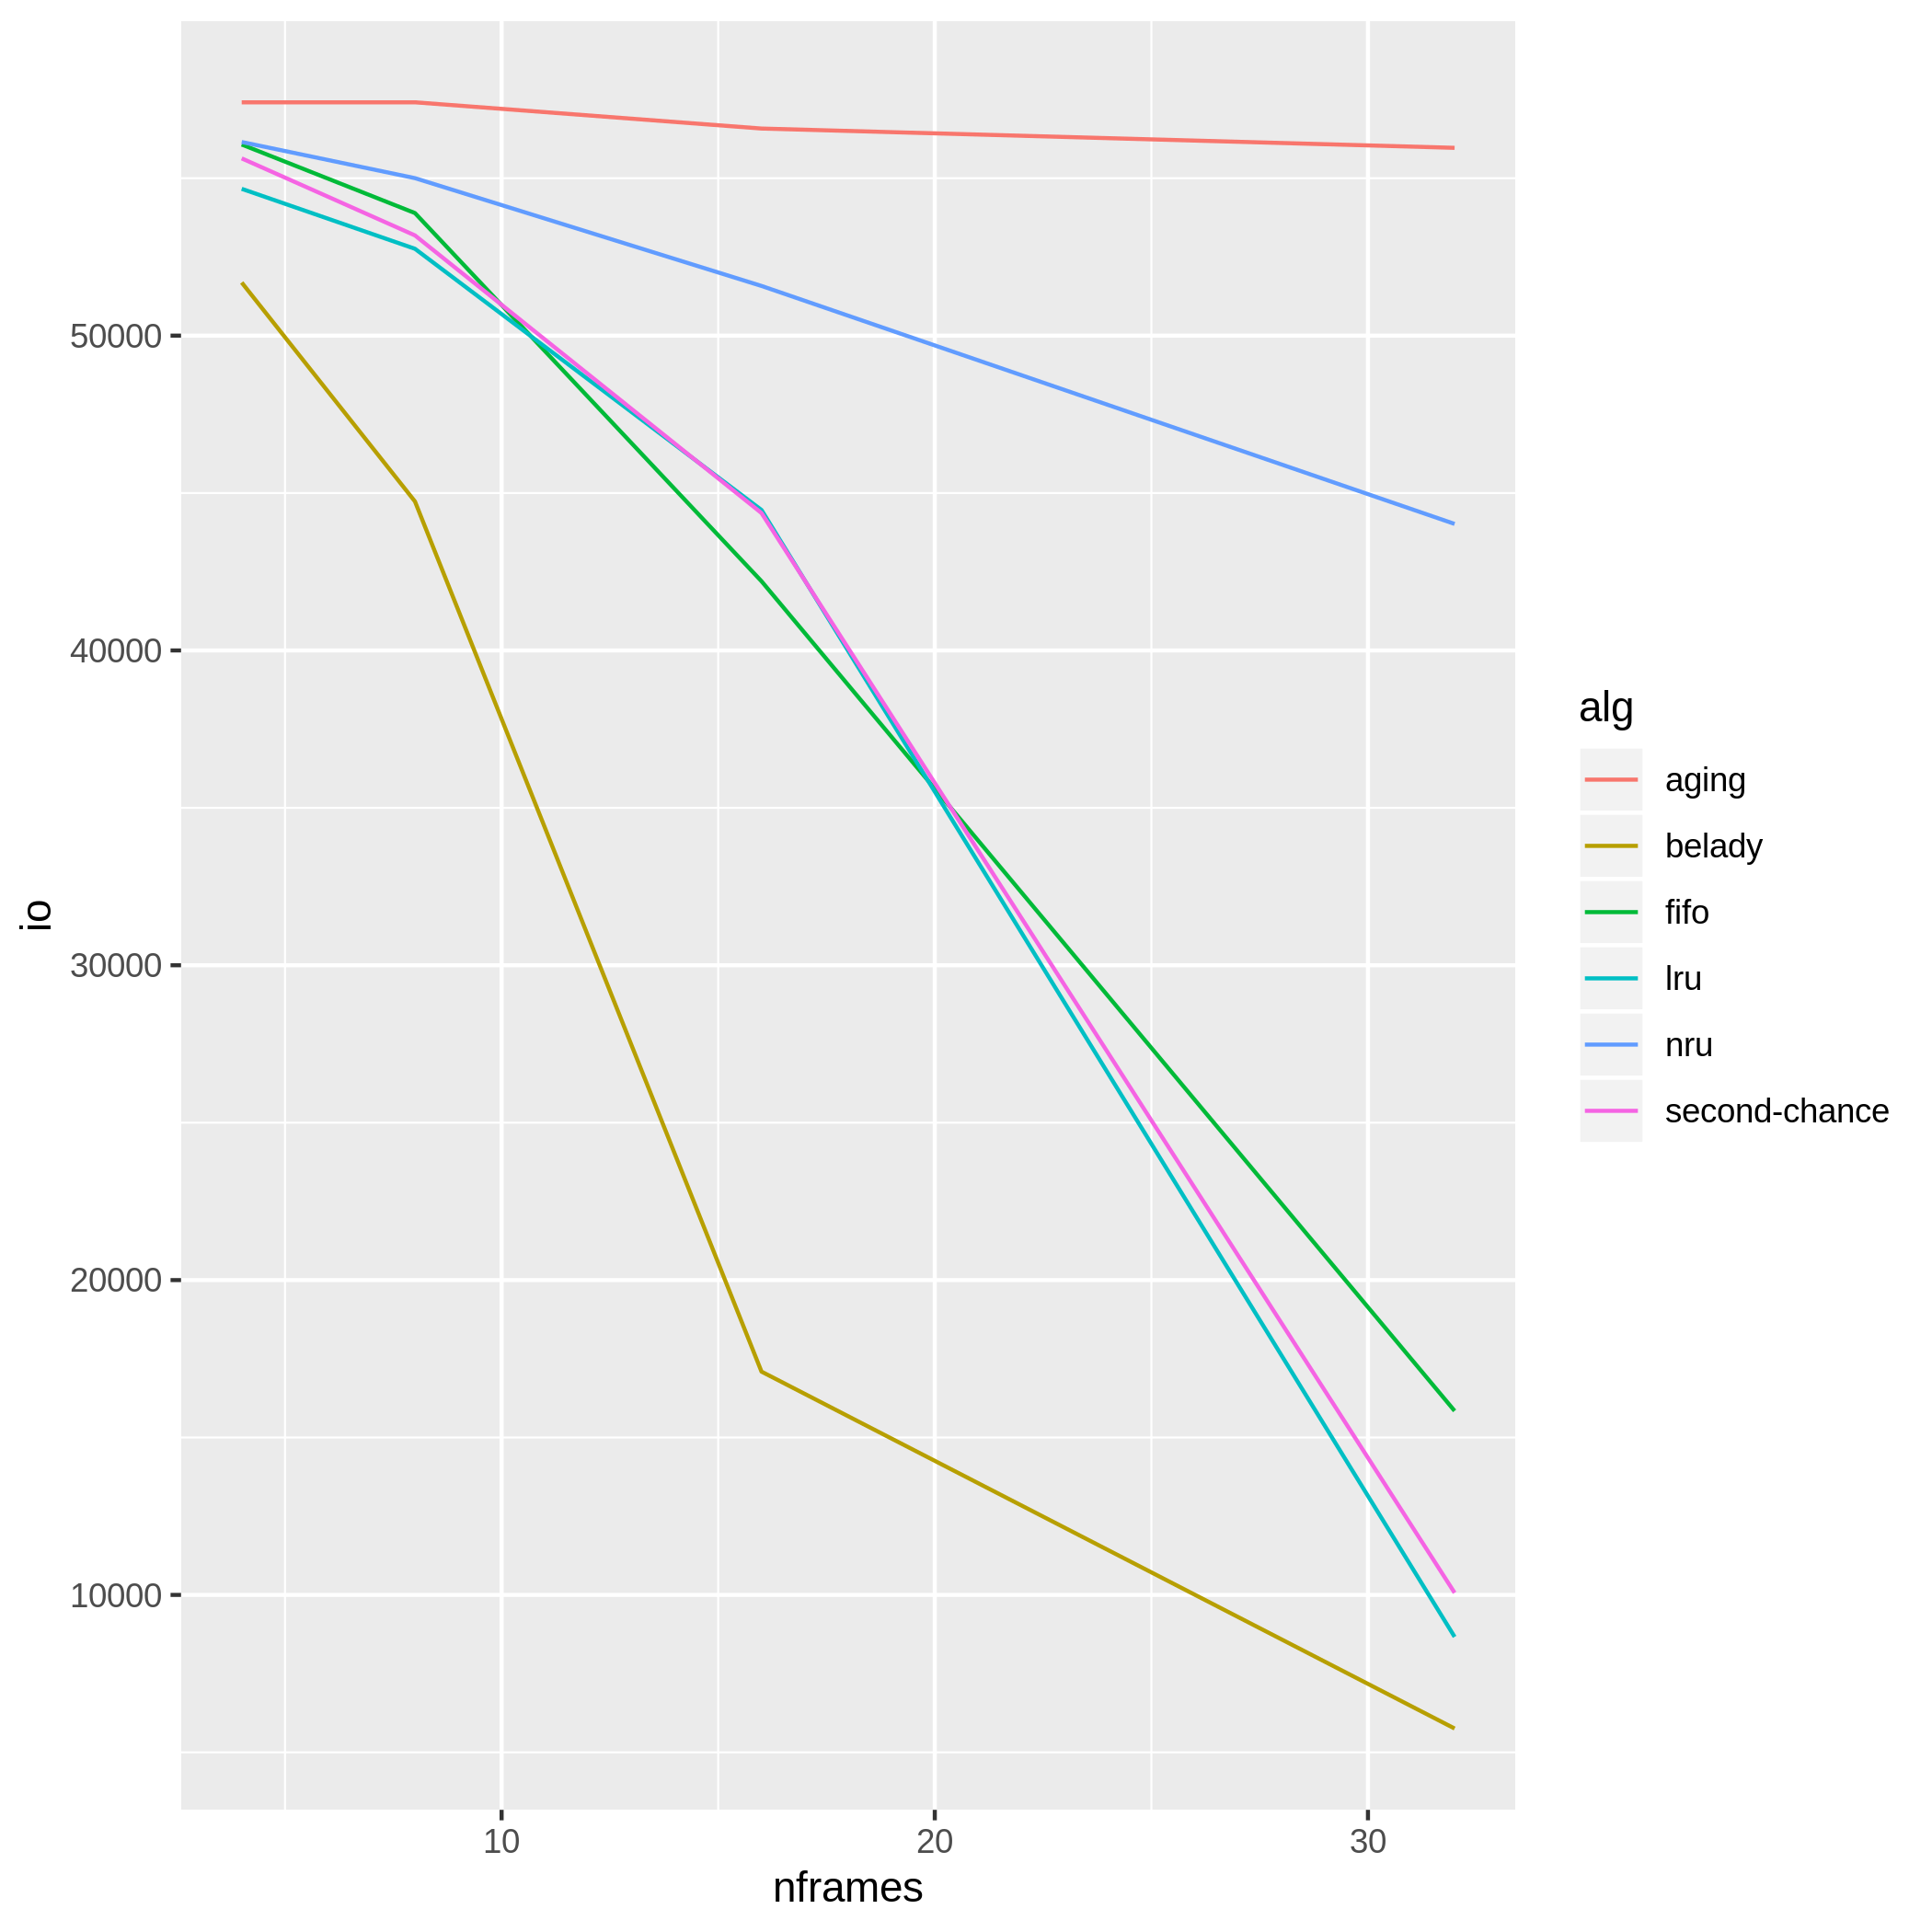 50000
40000
30000
20000
10000
io
10 20 30
nframes
alg
aging
belady
fifo
lru
nru
second-chance